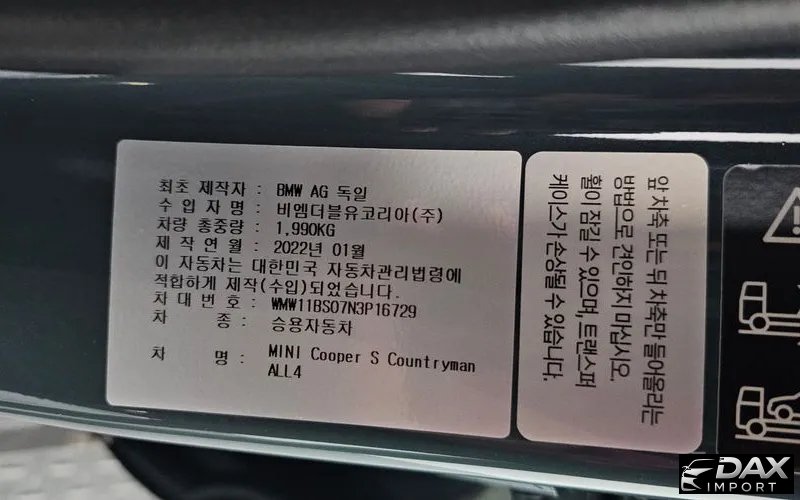 최초 제작자 : BMW AG 독일
수 입 자 명 : 비엠더블유코리아(주)
차량 총중량 : 1,990KG
제 작 연 월 : 2022년 01월
이 자동차는 대한민국 자동차관리법령에
적합하게 제작(수입)되었습니다.
차 대 번 호 : WMW11BS07N3P16729
차 종 : 승용자동차
차 명 : MINI Cooper S Countryman
ALL4
앞 차축 또는 뒤 차축만 들어올리는
방법으로 견인하지 마십시오.
휠이 잠길 수 있으며, 트랜스퍼
케이스가 손상될 수 있습니다.
DAX
IMPORT